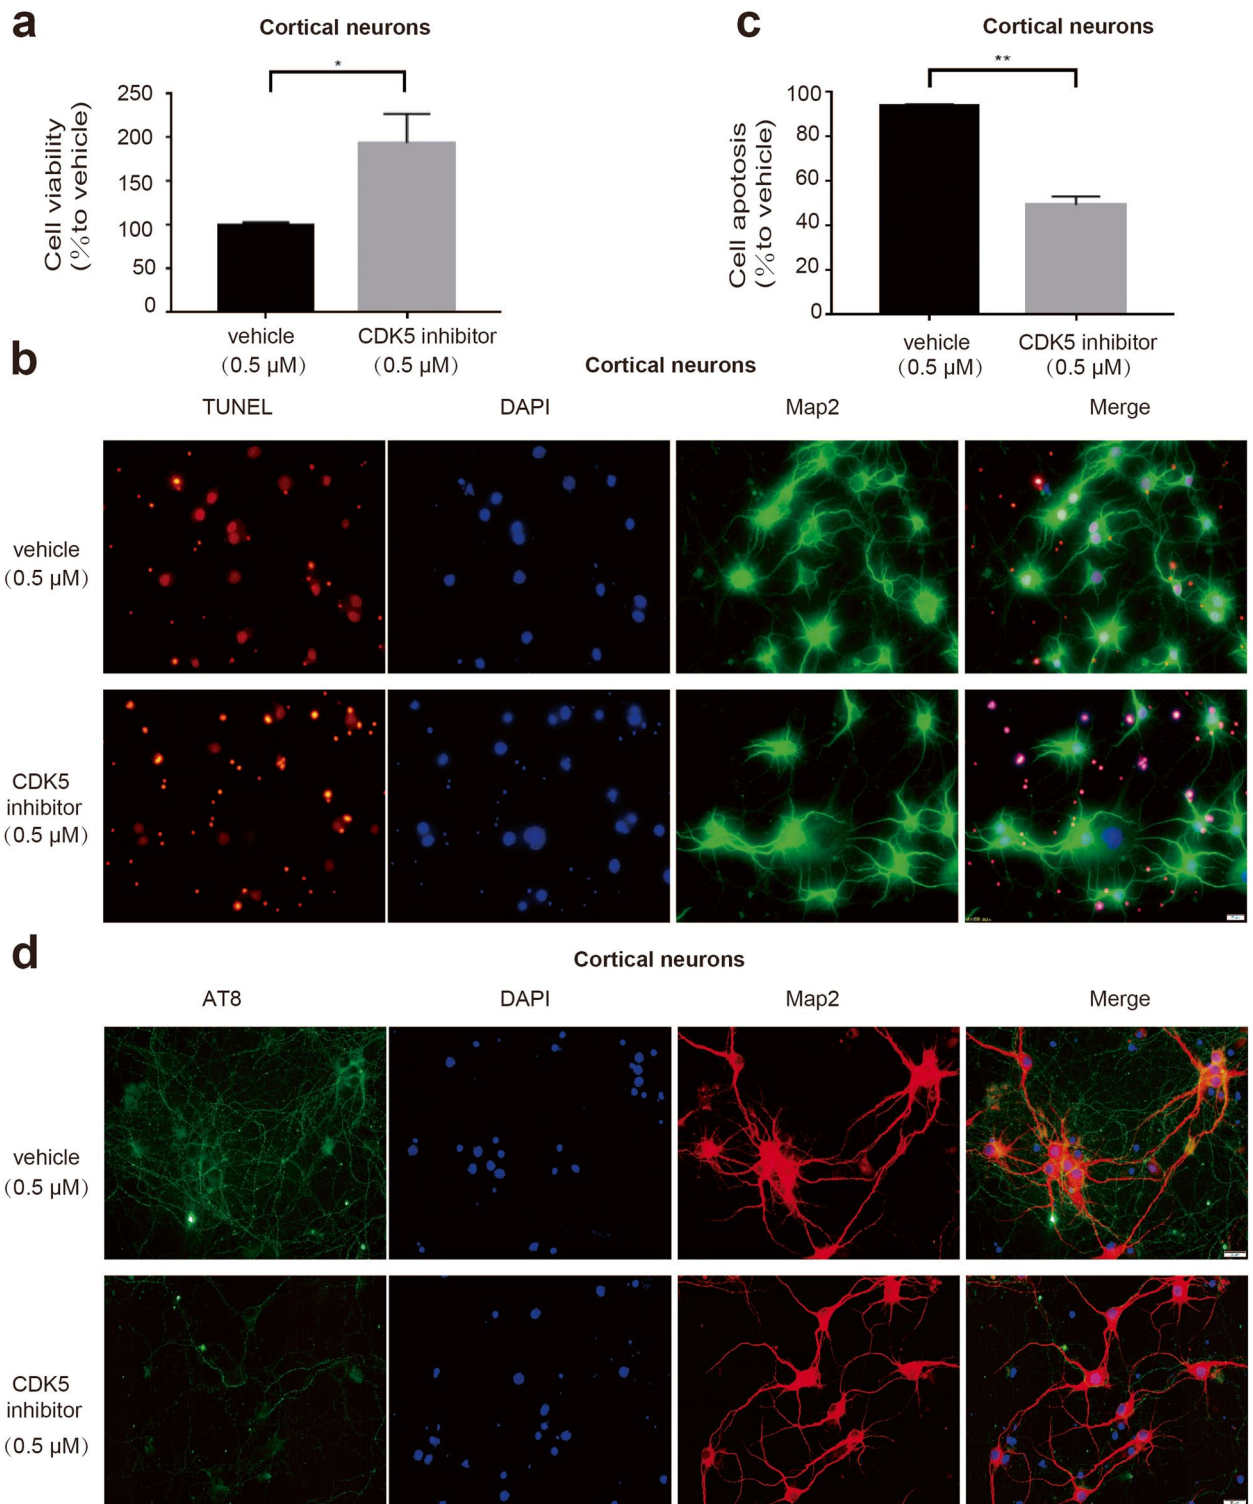 a
Cortical neurons
*
250
200
150
100
50
0
Cell viability
(%to vehicle)
vehicle
(0.5 µM)
CDK5 inhibitor
(0.5 µM)
c
Cortical neurons
**
100
80
60
40
20
0
Cell apotosis
(%to vehicle)
vehicle
(0.5 µM)
CDK5 inhibitor
(0.5 µM)
b
Cortical neurons
TUNEL DAPI Map2 Merge
vehicle
(0.5 µM)
CDK5
inhibitor
(0.5 µM)
d
Cortical neurons
AT8 DAPI Map2 Merge
vehicle
(0.5 µM)
CDK5
inhibitor
(0.5 µM)